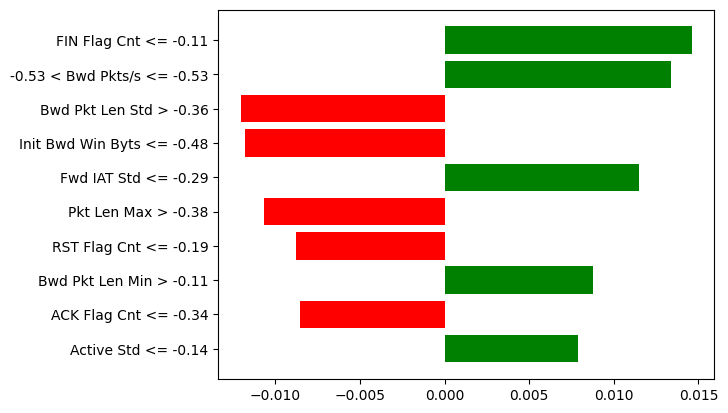 FIN Flag Cnt <= -0.11
-0.53 < Bwd Pkts/s <= -0.53
Bwd Pkt Len Std > -0.36
Init Bwd Win Byts <= -0.48
Fwd IAT Std <= -0.29
Pkt Len Max > -0.38
RST Flag Cnt <= -0.19
Bwd Pkt Len Min > -0.11
ACK Flag Cnt <= -0.34
Active Std <= -0.14
−0.010 −0.005 0.000 0.005 0.010 0.015